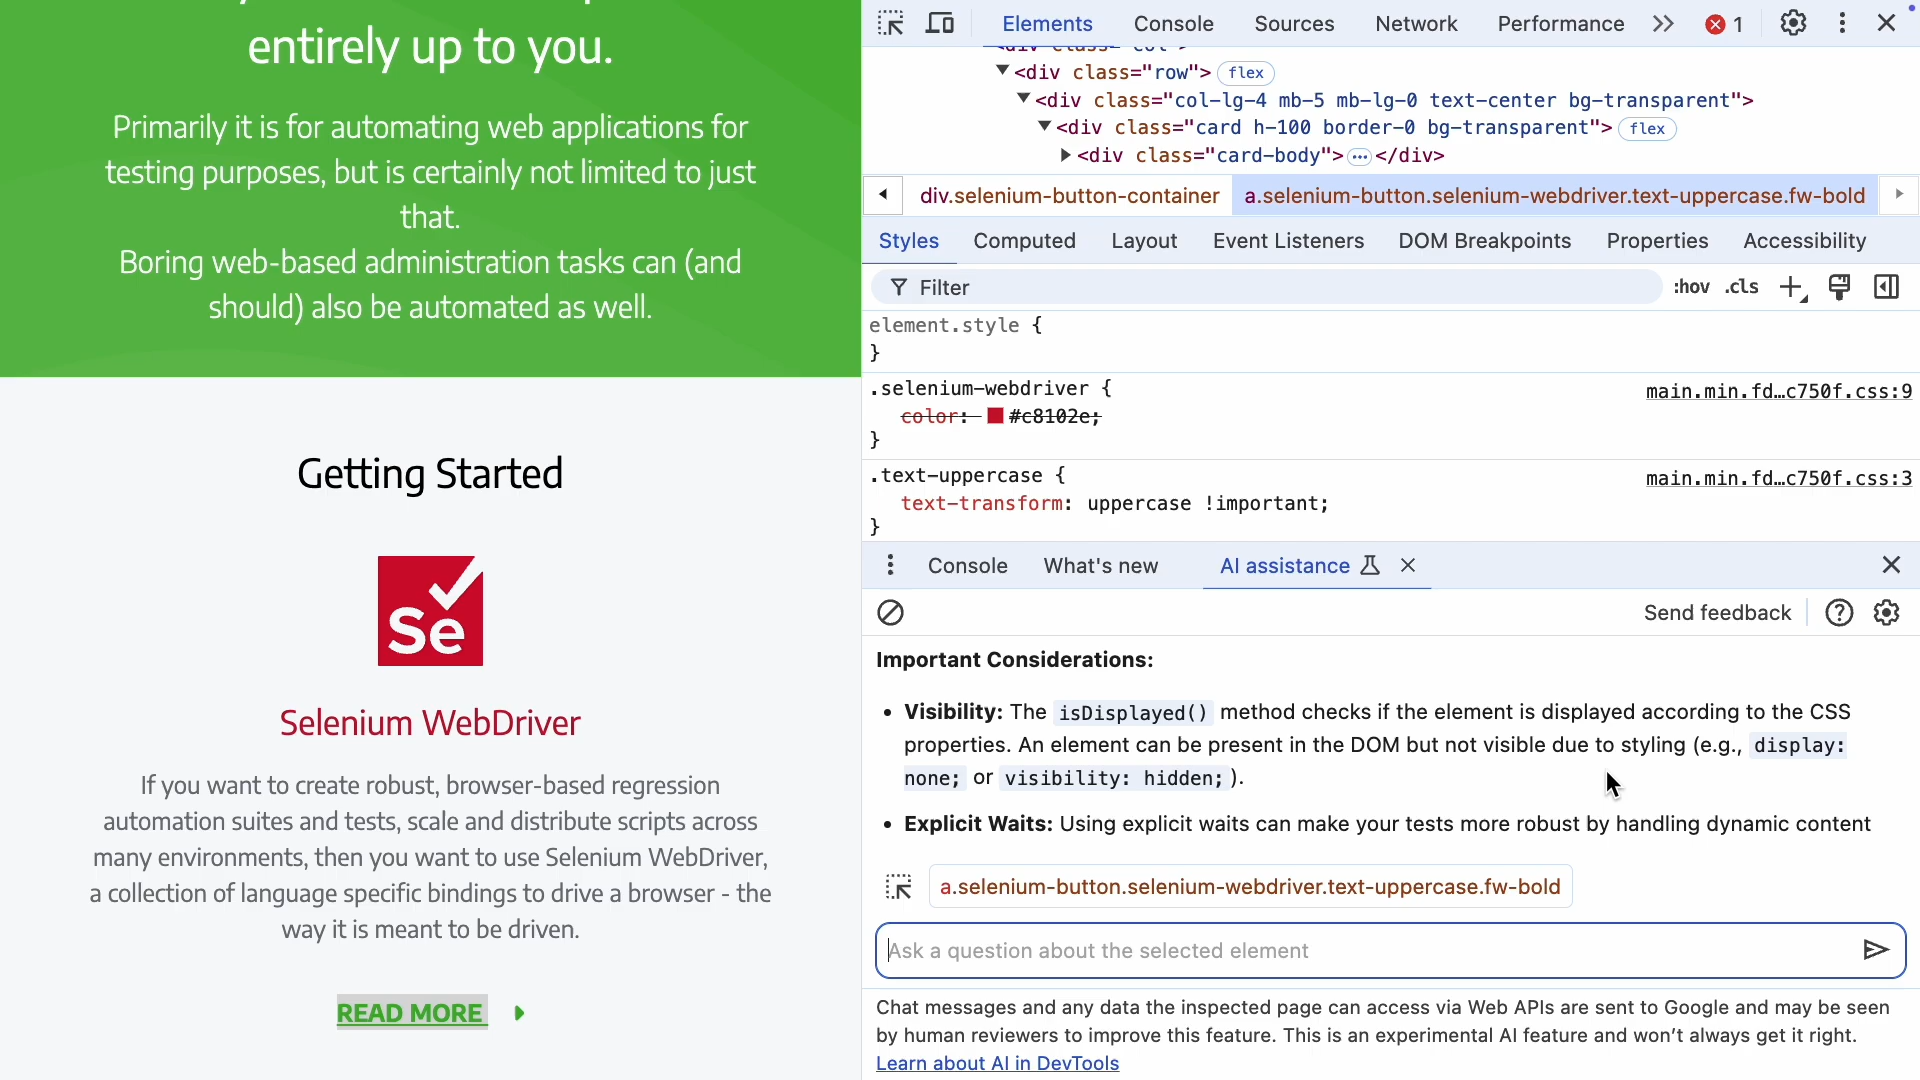 entirely up to you.
Primarily it is for automating web applications for
testing purposes, but is certainly not limited to just
that.
Boring web-based administration tasks can (and
should) also be automated as well.
Getting Started
Se
Selenium WebDriver
If you want to create robust, browser-based regression
automation suites and tests, scale and distribute scripts across
many environments, then you want to use Selenium WebDriver,
a collection of language specific bindings to drive a browser - the
way it is meant to be driven.
READ MORE
Elements Console Sources Network Performance 1
<div class="col">
<div class="row"> flex
<div class="col-lg-4 mb-5 mb-lg-0 text-center bg-transparent">
<div class="card h-100 border-0 bg-transparent"> flex
<div class="card-body"> … </div>
div.selenium-button-container a.selenium-button.selenium-webdriver.text-uppercase.fw-bold
Styles Computed Layout Event Listeners DOM Breakpoints Properties Accessibility
Filter :hov .cls
element.style {
}
.selenium-webdriver { main.min.fd…c750f.css:9
color: #c8102e;
}
.text-uppercase { main.min.fd…c750f.css:3
text-transform: uppercase !important;
}
Console What's new AI assistance
Send feedback
Important Considerations:
• Visibility: The isDisplayed() method checks if the element is displayed according to the CSS
properties. An element can be present in the DOM but not visible due to styling (e.g., display:
none; or visibility: hidden; ).
• Explicit Waits: Using explicit waits can make your tests more robust by handling dynamic content
a.selenium-button.selenium-webdriver.text-uppercase.fw-bold
Ask a question about the selected element
Chat messages and any data the inspected page can access via Web APIs are sent to Google and may be seen
by human reviewers to improve this feature. This is an experimental AI feature and won't always get it right.
Learn about AI in DevTools